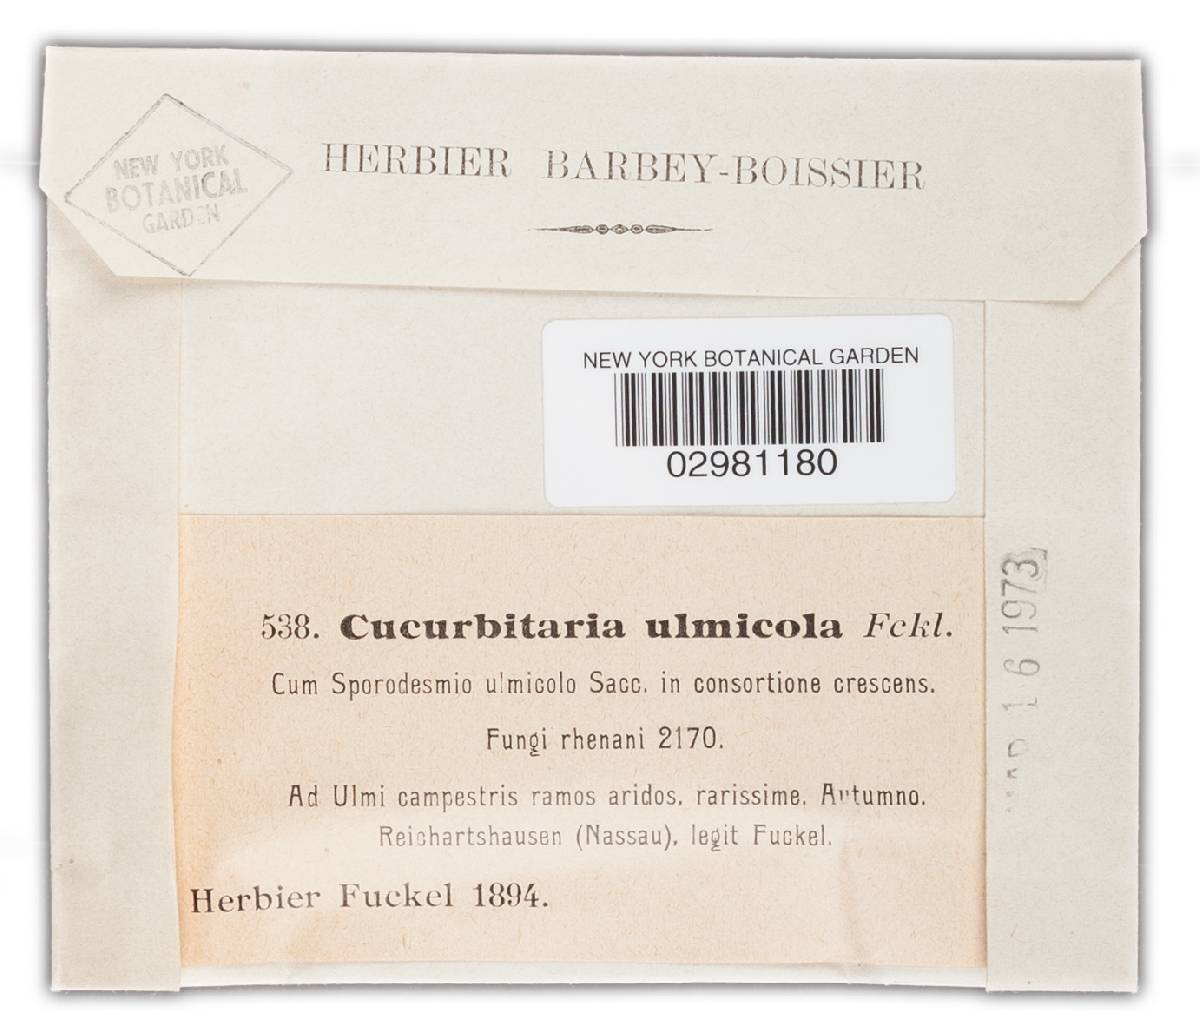 NEW YORK
BOTANICAL
GARDEN
HERBIER BARBEY-BOISSIER
NEW YORK BOTANICAL GARDEN
02981180
538. Cucurbitaria ulmicola Fckl.
Cum Sporodesmio ulmicolo Sacc. in consortione crescens.
Fungi rhenani 2170.
Ad Ulmi campestris ramos aridos, rarissime, Autumno.
Reichartshausen (Nassau), legit Fuckel.
Herbier Fuckel 1894.
16 1973